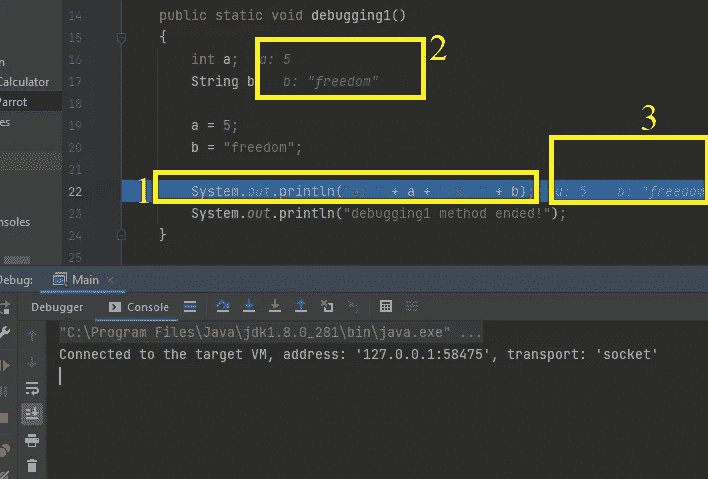 14 public static void debugging1()
15 {
16 int a; a: 5
2
17 String b b: "freedom"
19 a = 5;
20 b = "freedom";
3
21
1
22 System.out.println( + a + + b); a: 5 b: "freedom
23 System.out.println("debugging1 method ended!");
24 }
25
Calculator
Parrot
es
nsoles
Debug: Main ×
Debugger Console
"C:\Program Files\Java\jdk1.8.0_281\bin\java.exe" ...
Connected to the target VM, address: '127.0.0.1:58475', transport: 'socket'